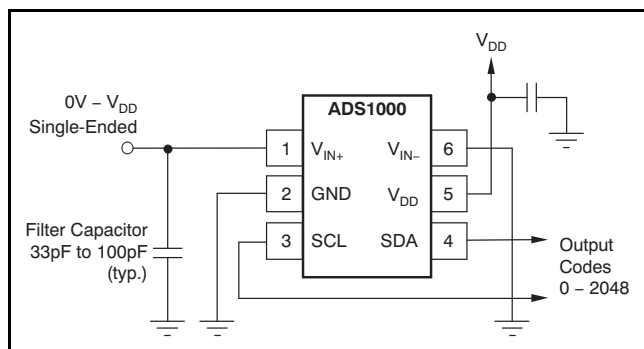 V_DD
0V – V_DD
Single-Ended
ADS1000
1 V_IN+ V_IN– 6
2 GND V_DD 5
3 SCL SDA 4
Filter Capacitor
33pF to 100pF
(typ.)
Output
Codes
0 – 2048